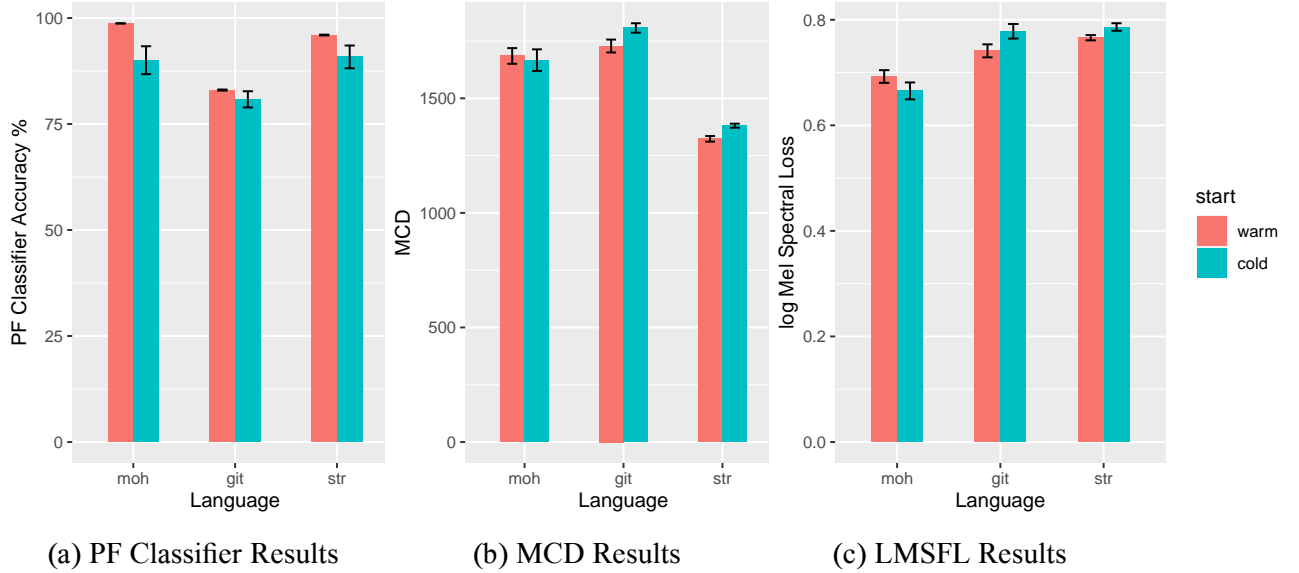 PF Classifier Accuracy %
100
75
50
25
0
moh git str
Language
MCD
1500
1000
500
0
moh git str
Language
log Mel Spectral Loss
0.8
0.6
0.4
0.2
0.0
moh git str
Language
start
warm
cold
(a) PF Classifier Results
(b) MCD Results
(c) LMSFL Results